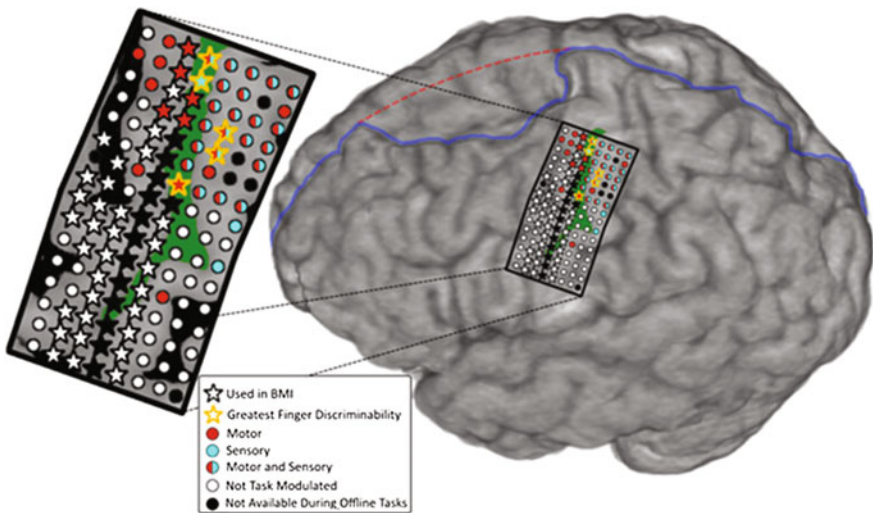 Used in BMI
Greatest Finger Discriminability
Motor
Sensory
Motor and Sensory
Not Task Modulated
Not Available During Offline Tasks